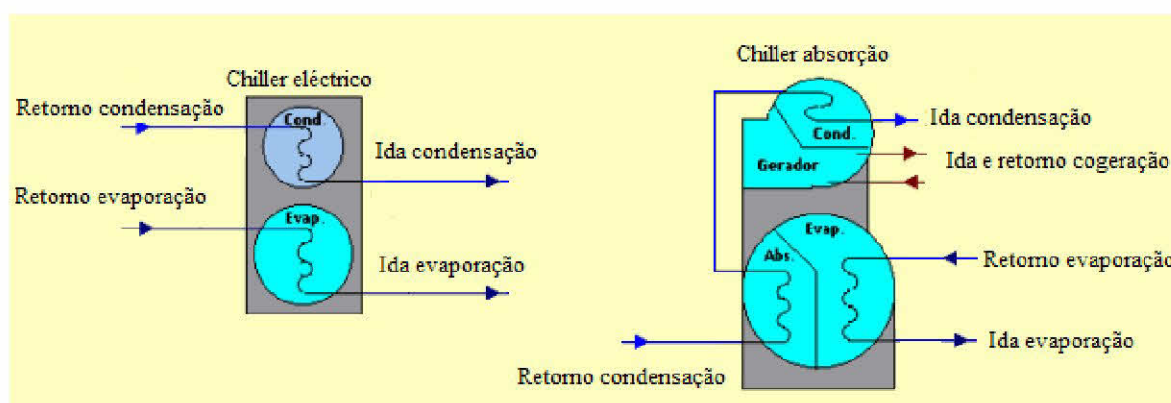 Chiller eléctrico
Retorno condensação
Cond.
Ida condensação
Retorno evaporação
Evap.
Ida evaporação
Chiller absorção
Ida condensação
Cond.
Gerador
Ida e retorno cogeração
Evap.
Abs.
Retorno evaporação
Ida evaporação
Retorno condensação